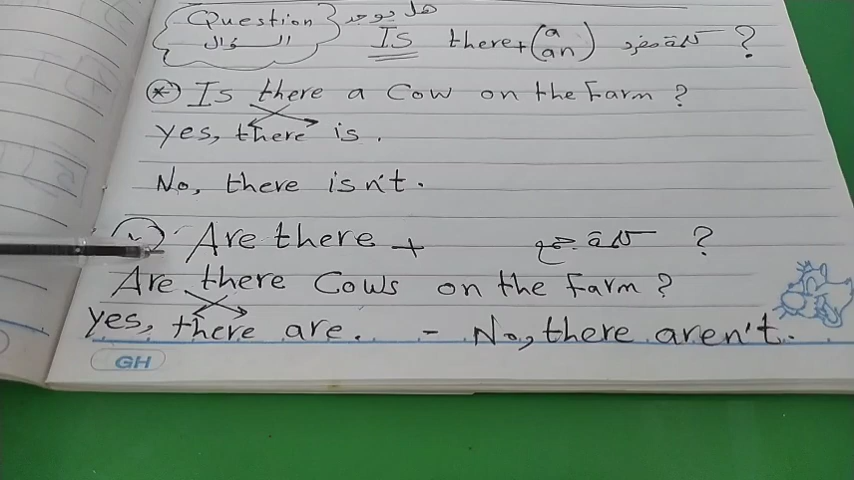 Question هل يوجد
السؤال Is there + (a an) كلمة مفرد ?
* Is there a Cow on the Farm ?
yes, there is .
No, there isn't .
Are there + كلمة جمع ?
Are there Cows on the Farm ?
yes, there are . - No, there aren't .
GH